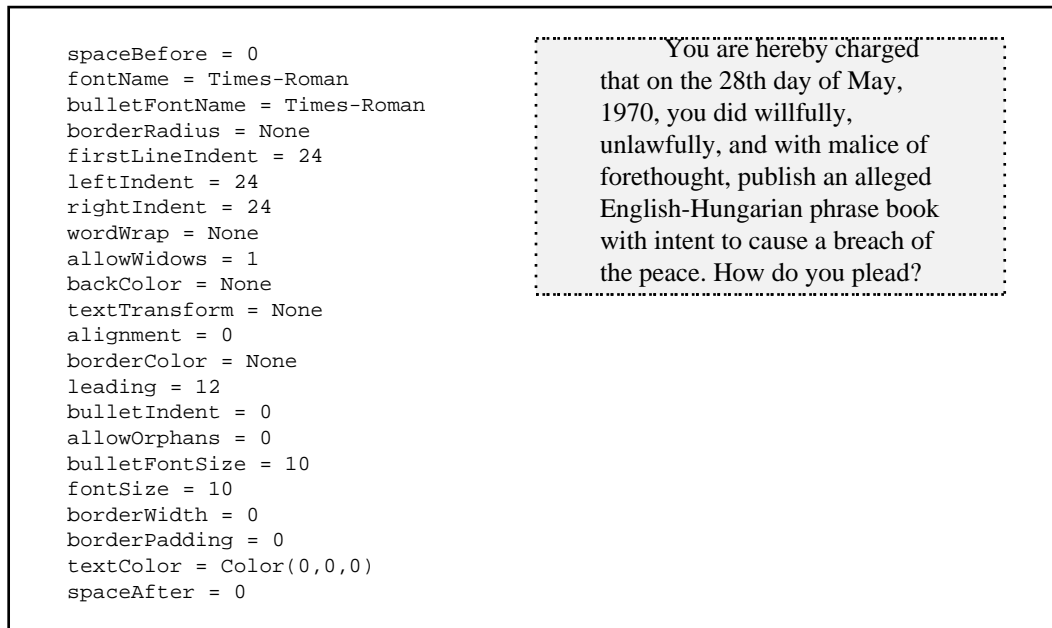 spaceBefore = 0
fontName = Times-Roman
bulletFontName = Times-Roman
borderRadius = None
firstLineIndent = 24
leftIndent = 24
rightIndent = 24
wordWrap = None
allowWidows = 1
backColor = None
textTransform = None
alignment = 0
borderColor = None
leading = 12
bulletIndent = 0
allowOrphans = 0
bulletFontSize = 10
fontSize = 10
borderWidth = 0
borderPadding = 0
textColor = Color(0,0,0)
spaceAfter = 0
You are hereby charged
that on the 28th day of May,
1970, you did willfully,
unlawfully, and with malice of
forethought, publish an alleged
English-Hungarian phrase book
with intent to cause a breach of
the peace. How do you plead?